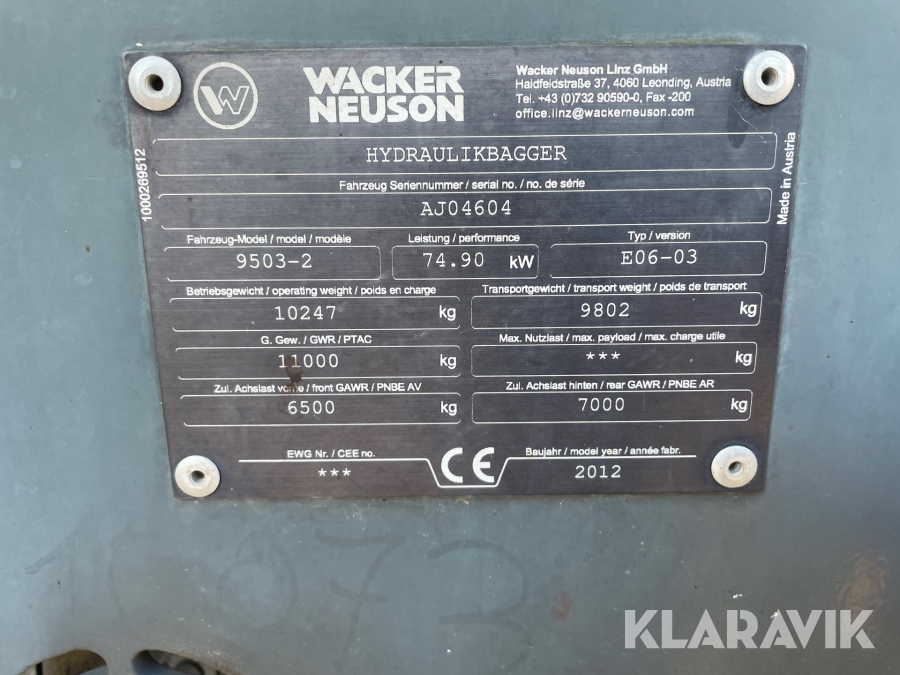 W
WACKER
NEUSON
Wacker Neuson Linz GmbH
Haidfeldstraße 37, 4060 Leonding, Austria
Tel. +43 (0)732 90590-0, Fax -200
office.linz@wackerneuson.com
1000269512
Made in Austria
HYDRAULIKBAGGER
Fahrzeug Seriennummer / serial no. / no. de série
AJ04604
Fahrzeug-Model / model / modèle
Leistung / performance
Typ / version
9503-2
74.90 kW
E06-03
Betriebsgewicht / operating weight / poids en charge
Transportgewicht / transport weight / poids de transport
10247 kg
9802 kg
G. Gew. / GWR / PTAC
Max. Nutzlast / max. payload / max. charge utile
11000 kg
*** kg
Zul. Achslast vorne / front GAWR / PNBE AV
Zul. Achslast hinten / rear GAWR / PNBE AR
6500 kg
7000 kg
EWG Nr. / CEE no.
CE
Baujahr / model year / année fabr.
***
2012
KLARAVIK